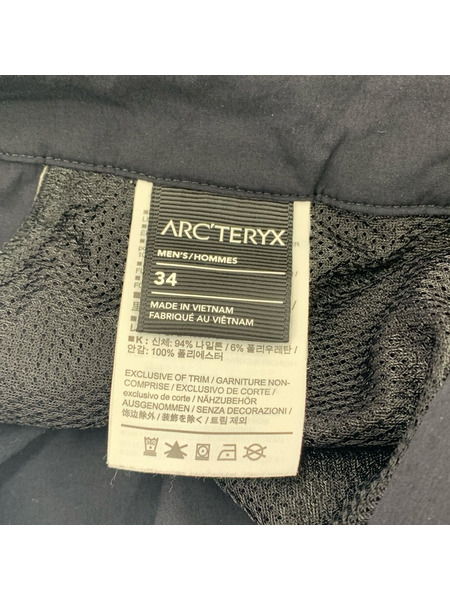 ARC'TERYX
MEN'S/HOMMES
34
MADE IN VIETNAM
FABRIQUÉ AU VIÊTNAM
■K : 신체: 94% 나일론 / 6% 폴리우레탄/
안감: 100% 폴리에스터
EXCLUSIVE OF TRIM / GARNITURE NON-
COMPRISE / EXCLUSIVO DE CORTE /
exclusivo de corte / NÄHZUBEHÖR
AUSGENOMMEN / SENZA DECORAZIONI /
饰边除外 / 装飾を除く / 트림 제외